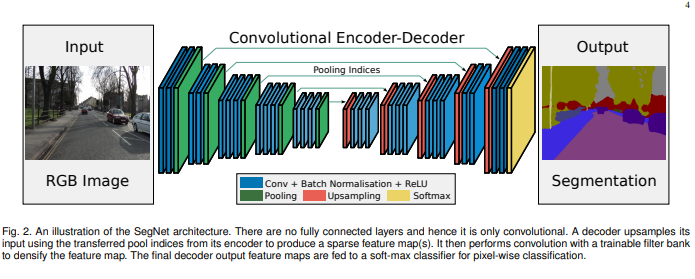 4
Convolutional Encoder-Decoder
Input
Output
Pooling Indices
RGB Image
Segmentation
Conv + Batch Normalisation + ReLU
Pooling Upsampling Softmax
Fig. 2. An illustration of the SegNet architecture. There are no fully connected layers and hence it is only convolutional. A decoder upsamples its
input using the transferred pool indices from its encoder to produce a sparse feature map(s). It then performs convolution with a trainable filter bank
to densify the feature map. The final decoder output feature maps are fed to a soft-max classifier for pixel-wise classification.